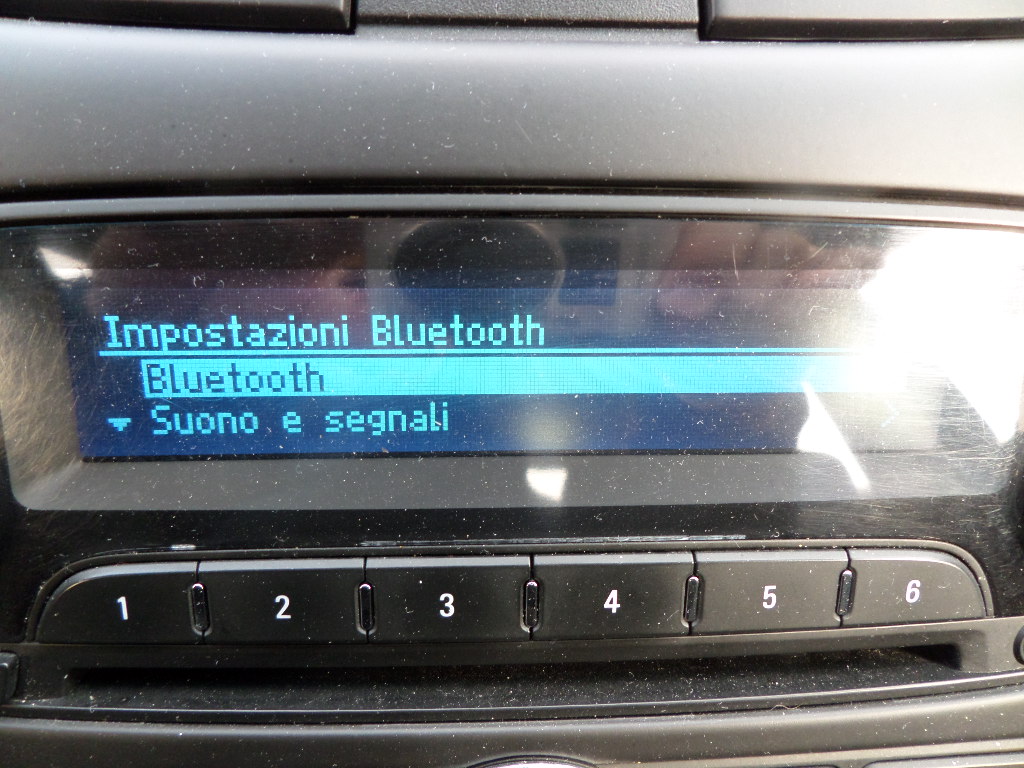 Impostazioni Bluetooth
Bluetooth
Suono e segnali
1 2 3 4 5 6